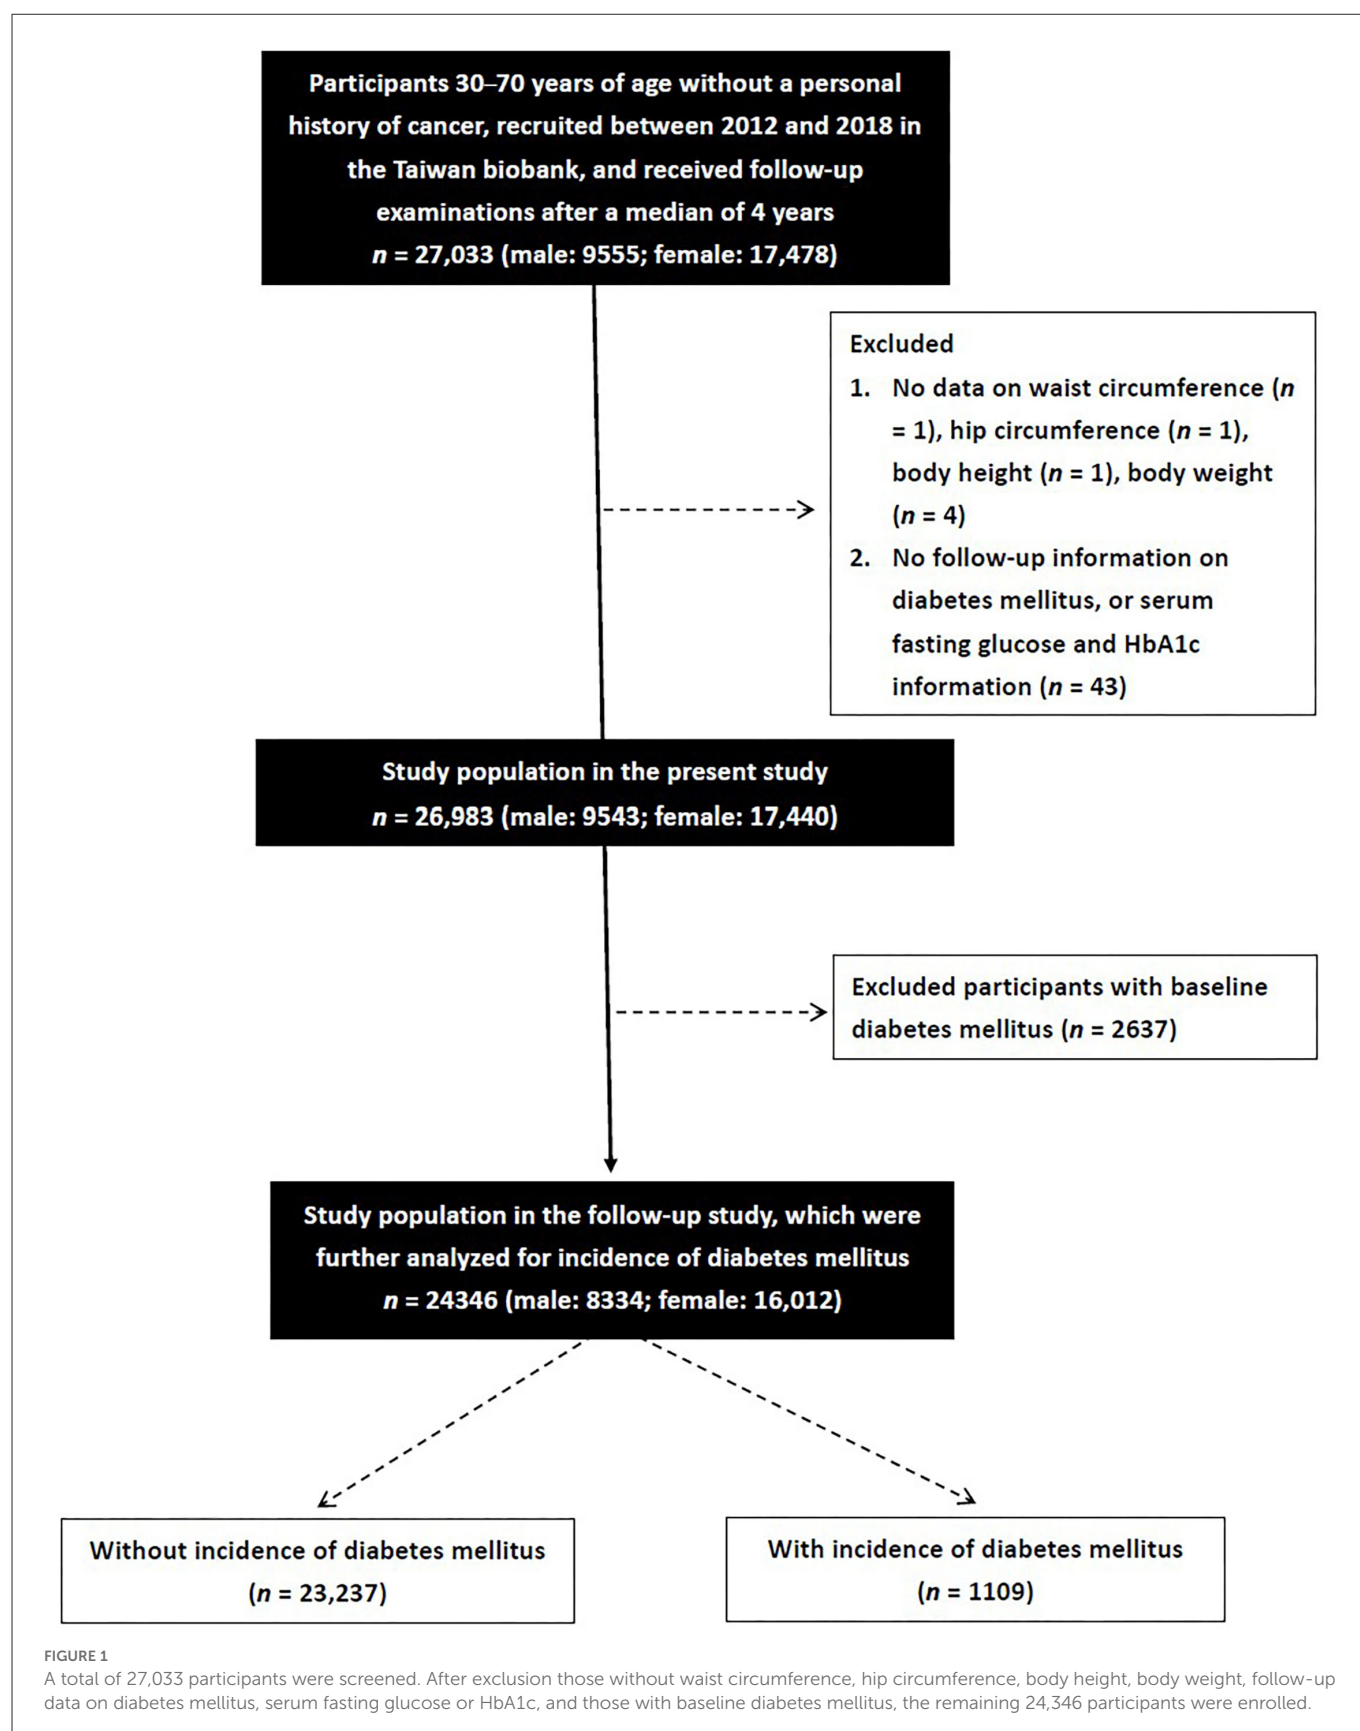 Participants 30–70 years of age without a personal
history of cancer, recruited between 2012 and 2018 in
the Taiwan biobank, and received follow-up
examinations after a median of 4 years
n = 27,033 (male: 9555; female: 17,478)
Excluded
1. No data on waist circumference (n
= 1), hip circumference (n = 1),
body height (n = 1), body weight
(n = 4)
2. No follow-up information on
diabetes mellitus, or serum
fasting glucose and HbA1c
information (n = 43)
Study population in the present study
n = 26,983 (male: 9543; female: 17,440)
Excluded participants with baseline
diabetes mellitus (n = 2637)
Study population in the follow-up study, which were
further analyzed for incidence of diabetes mellitus
n = 24346 (male: 8334; female: 16,012)
Without incidence of diabetes mellitus
(n = 23,237)
With incidence of diabetes mellitus
(n = 1109)
FIGURE 1
A total of 27,033 participants were screened. After exclusion those without waist circumference, hip circumference, body height, body weight, follow-up
data on diabetes mellitus, serum fasting glucose or HbA1c, and those with baseline diabetes mellitus, the remaining 24,346 participants were enrolled.